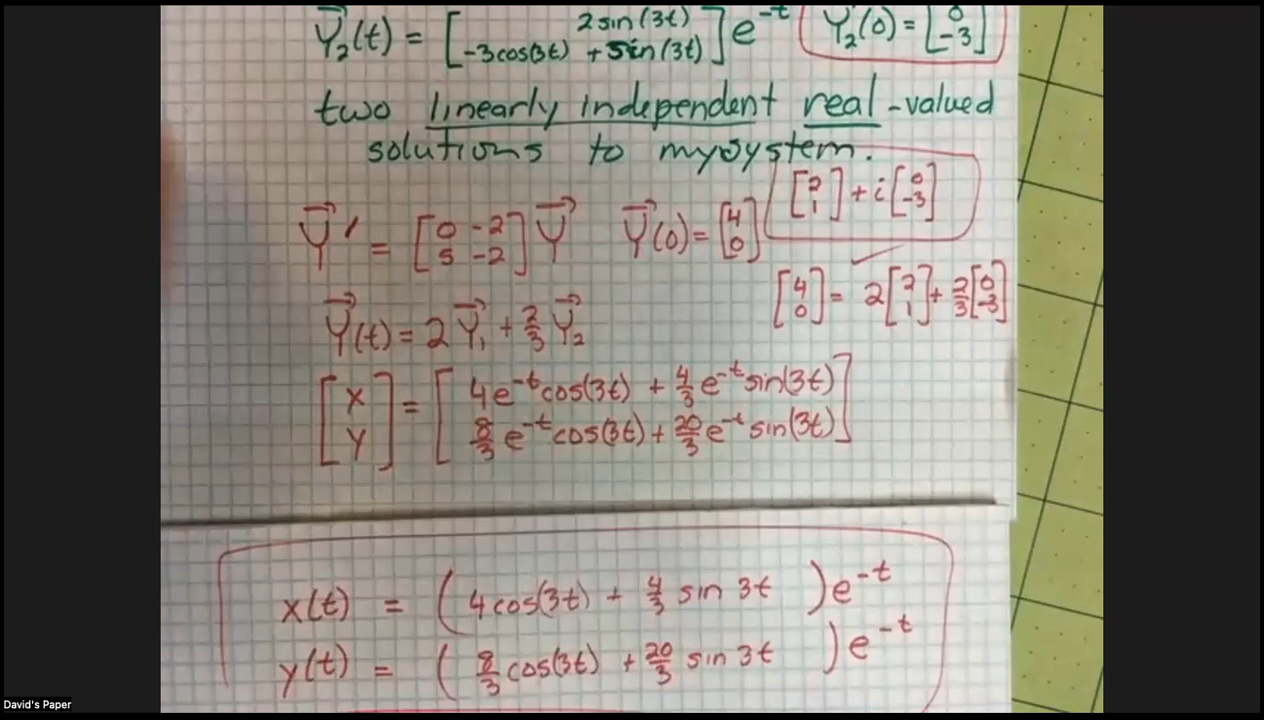 Y₂(t) = [ 2sin(3t) ; -3cos(3t) + sin(3t) ] e^-t   Y₂(0) = [ 0 ; -3 ]
two linearly independent real-valued
solutions to my system.
[ 2 ; 1 ] + i [ 0 ; -3 ]
Y' = [ 0 -2 ; 5 -2 ] Y   Y(0) = [ 4 ; 0 ]
[ 4 ; 0 ] = 2 [ 2 ; 1 ] + 2/3 [ 0 ; -3 ]
Y(t) = 2 Y₁ + 2/3 Y₂
[ x ; y ] = [ 4e^-t cos(3t) + 4/3 e^-t sin(3t) ; 8/3 e^-t cos(3t) + 20/3 e^-t sin(3t) ]
x(t) = ( 4cos(3t) + 4/3 sin 3t ) e^-t
y(t) = ( 8/3 cos(3t) + 20/3 sin 3t ) e^-t
David's Paper